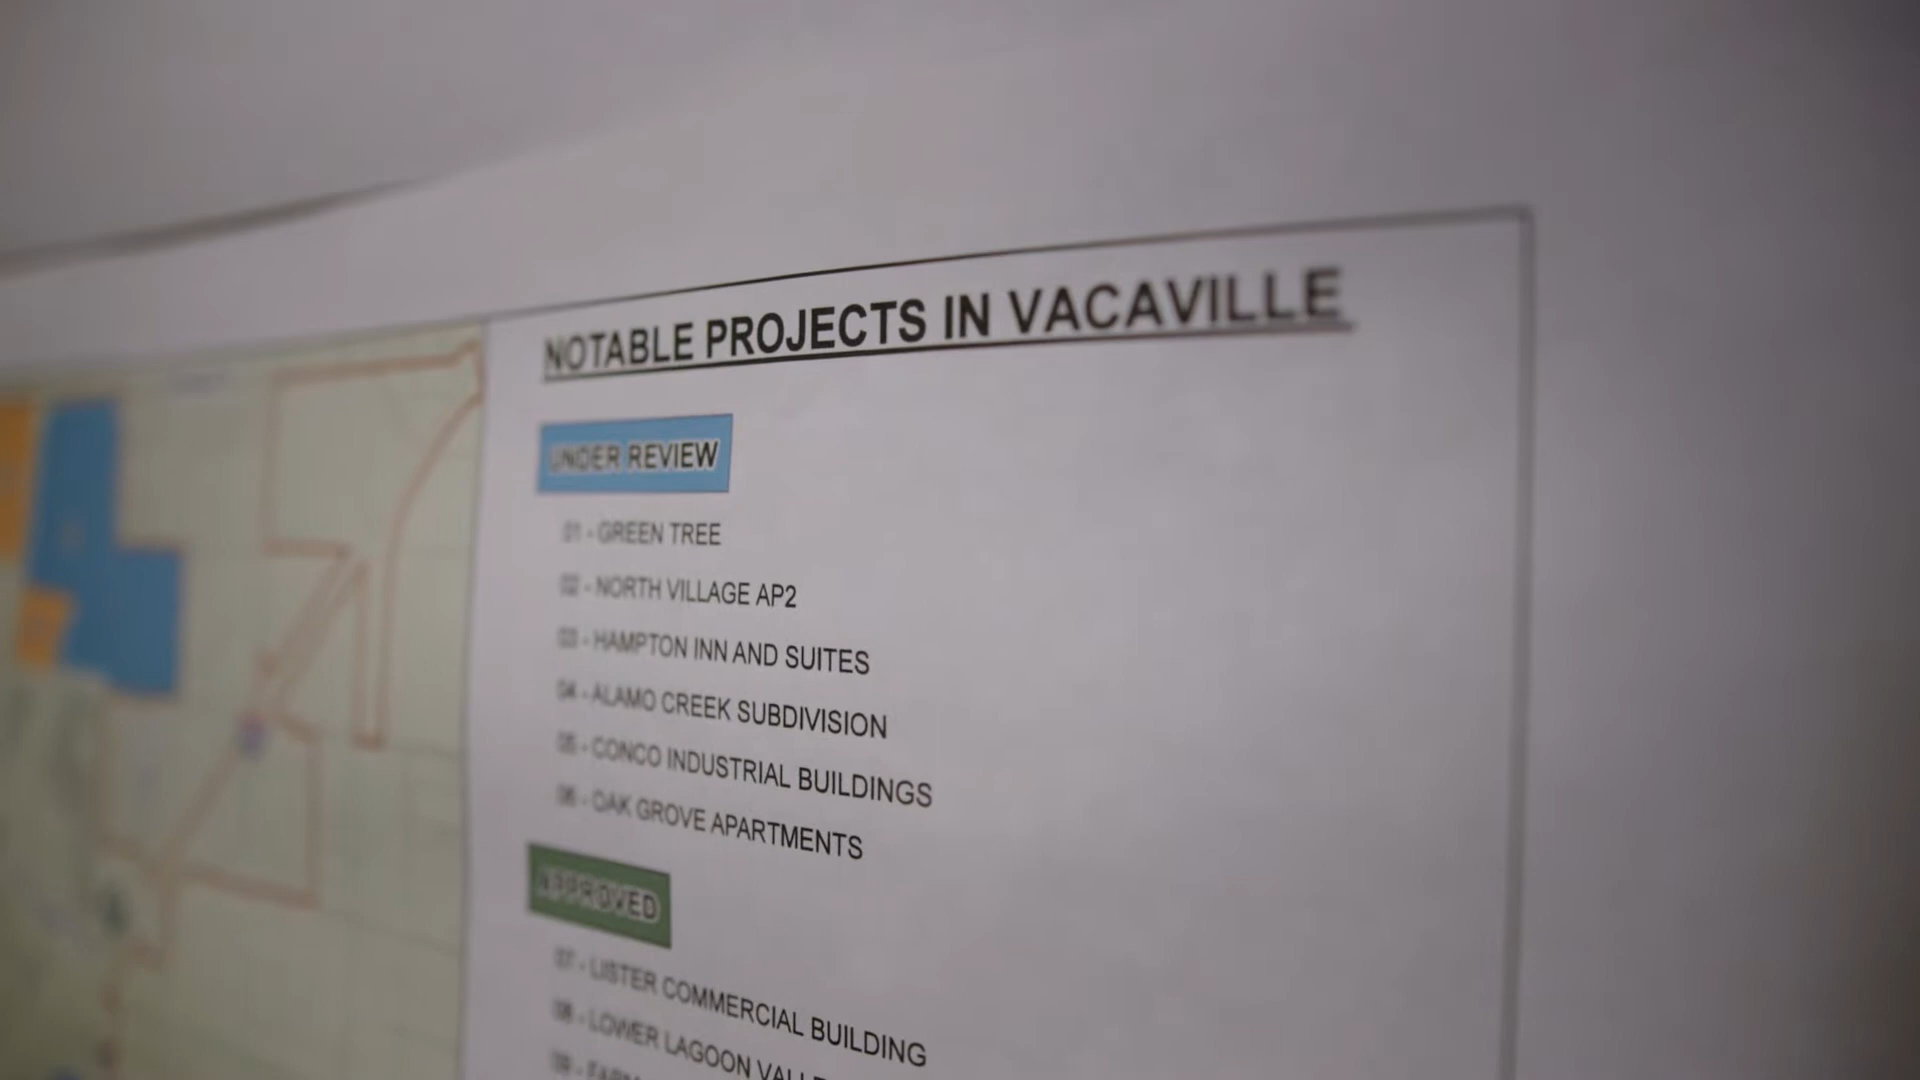 NOTABLE PROJECTS IN VACAVILLE
UNDER REVIEW
01 - GREEN TREE
02 - NORTH VILLAGE AP2
03 - HAMPTON INN AND SUITES
04 - ALAMO CREEK SUBDIVISION
05 - CONCO INDUSTRIAL BUILDINGS
06 - OAK GROVE APARTMENTS
APPROVED
07 - LISTER COMMERCIAL BUILDING
08 - LOWER LAGOON
09 -